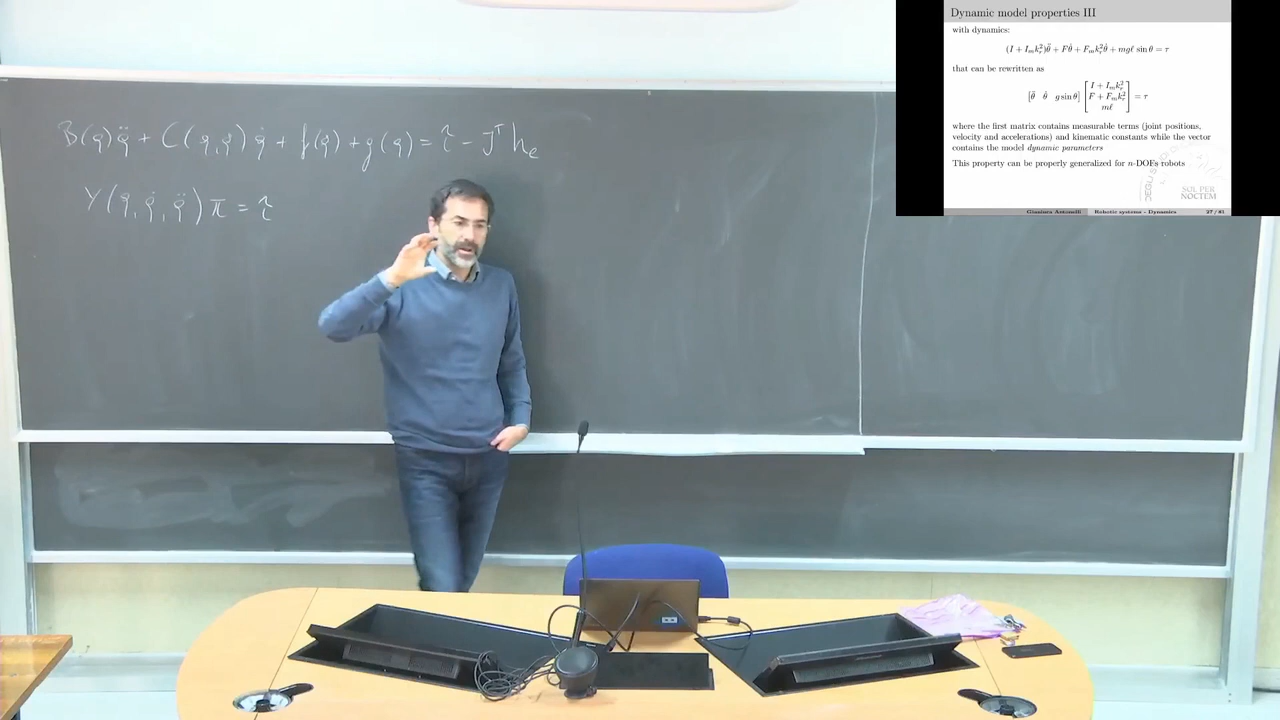 B(q)q̈ + C(q,q̇)q̇ + f(q̇) + g(q) = τ - Jᵀhₑ
Y(q, q̇, q̈)π = τ
Dynamic model properties III
with dynamics:
(I + Iₘkᵣ²)θ̈ + Fθ̇ + Fₘkᵣ²θ̇ + mgℓ sin θ = τ
that can be rewritten as
[θ̈ θ̇ g sin θ] [I + Iₘkᵣ² F + Fₘkᵣ² mℓ] = τ
where the first matrix contains measurable terms (joint positions,
velocity and accelerations) and kinematic constants while the vector
contains the model dynamic parameters
This property can be properly generalized for n-DOFs robots
SOL PER
NOCTEM
Gianluca Antonelli Robotic systems - Dynamics 27 / 81